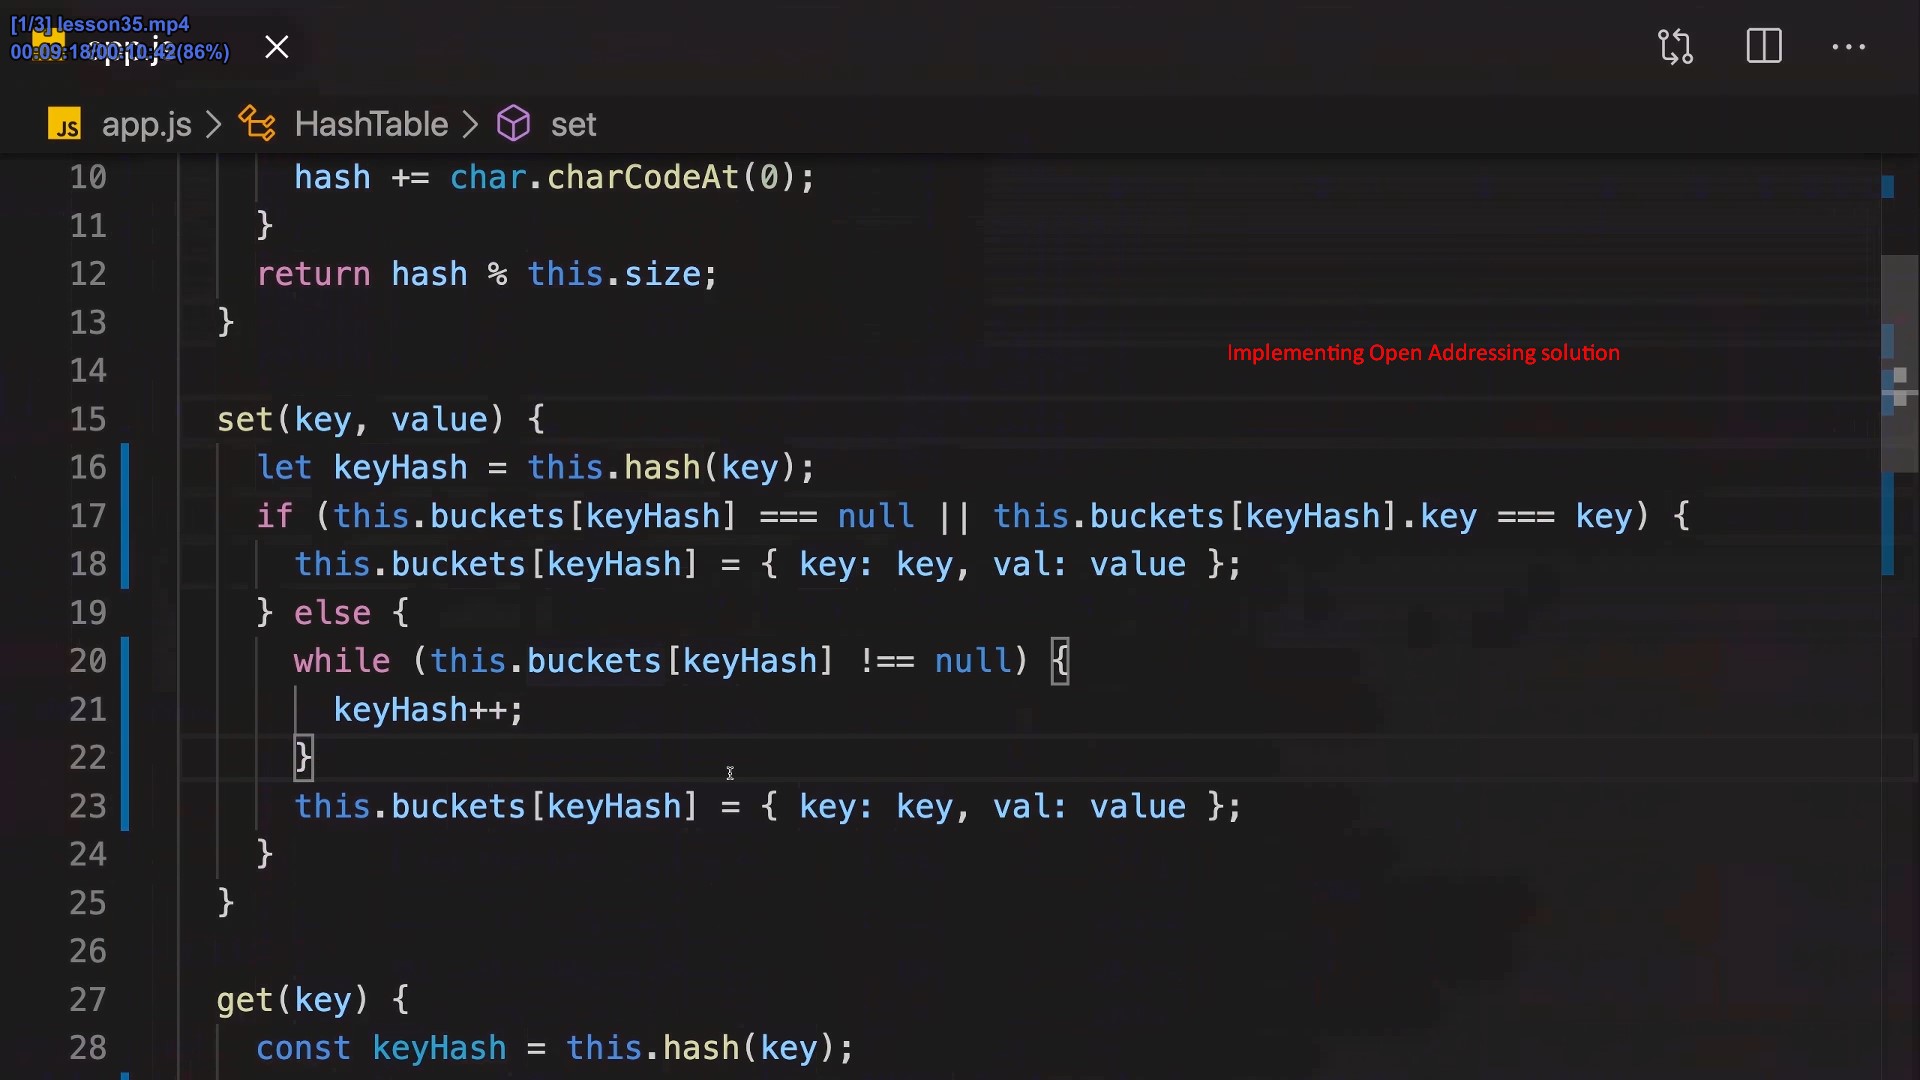 [1/3] lesson35.mp4
00:09:18/00:10:42(86%)
app.js
JS app.js > HashTable > set
10 hash += char.charCodeAt(0);
11 }
12 return hash % this.size;
13 }
Implementing Open Addressing solution
14
15 set(key, value) {
16 let keyHash = this.hash(key);
17 if (this.buckets[keyHash] === null || this.buckets[keyHash].key === key) {
18 this.buckets[keyHash] = { key: key, val: value };
19 } else {
20 while (this.buckets[keyHash] !== null) {
21 keyHash++;
22 }
23 this.buckets[keyHash] = { key: key, val: value };
24 }
25 }
26
27 get(key) {
28 const keyHash = this.hash(key);